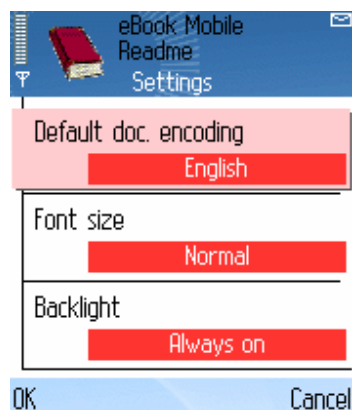 eBook Mobile
Readme
Settings
Default doc. encoding
English
Font size
Normal
Backlight
Always on
OK Cancel